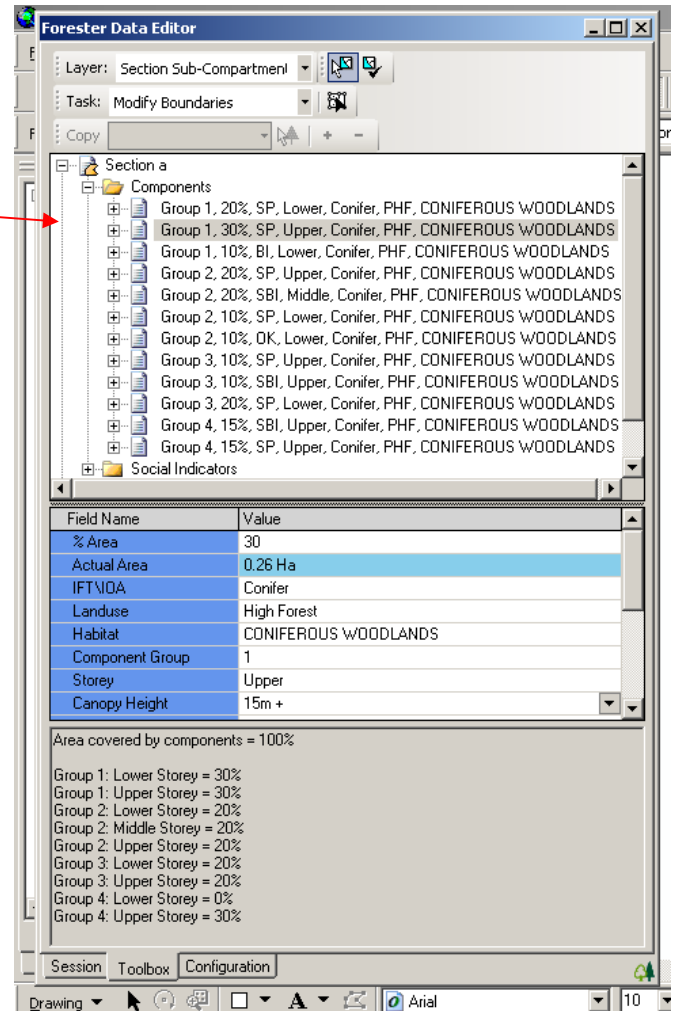 Forester Data Editor
Layer: Section Sub-Compartment
Task: Modify Boundaries
Copy + -
Section a
Components
Group 1, 20%, SP, Lower, Conifer, PHF, CONIFEROUS WOODLANDS
Group 1, 30%, SP, Upper, Conifer, PHF, CONIFEROUS WOODLANDS
Group 1, 10%, BI, Lower, Conifer, PHF, CONIFEROUS WOODLANDS
Group 2, 20%, SP, Upper, Conifer, PHF, CONIFEROUS WOODLANDS
Group 2, 20%, SBI, Middle, Conifer, PHF, CONIFEROUS WOODLANDS
Group 2, 10%, SP, Lower, Conifer, PHF, CONIFEROUS WOODLANDS
Group 2, 10%, OK, Lower, Conifer, PHF, CONIFEROUS WOODLANDS
Group 3, 10%, SP, Upper, Conifer, PHF, CONIFEROUS WOODLANDS
Group 3, 10%, SBI, Upper, Conifer, PHF, CONIFEROUS WOODLANDS
Group 3, 20%, SP, Lower, Conifer, PHF, CONIFEROUS WOODLANDS
Group 4, 15%, SBI, Upper, Conifer, PHF, CONIFEROUS WOODLANDS
Group 4, 15%, SP, Upper, Conifer, PHF, CONIFEROUS WOODLANDS
Social Indicators
Field Name Value
% Area 30
Actual Area 0.26 Ha
IFT\IOA Conifer
Landuse High Forest
Habitat CONIFEROUS WOODLANDS
Component Group 1
Storey Upper
Canopy Height 15m +
Area covered by components = 100%
Group 1: Lower Storey = 30%
Group 1: Upper Storey = 30%
Group 2: Lower Storey = 20%
Group 2: Middle Storey = 20%
Group 2: Upper Storey = 20%
Group 3: Lower Storey = 20%
Group 3: Upper Storey = 20%
Group 4: Lower Storey = 0%
Group 4: Upper Storey = 30%
Session Toolbox Configuration
Drawing A Arial 10